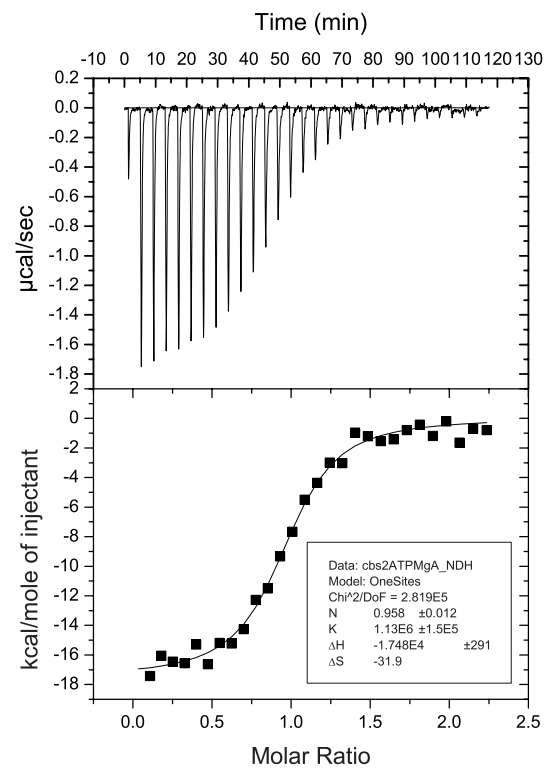 Time (min)
-10 0 10 20 30 40 50 60 70 80 90 100 110 120 130
0.2
0.0
-0.2
-0.4
-0.6
-0.8
-1.0
-1.2
-1.4
-1.6
-1.8
µcal/sec
2
0
-2
-4
-6
-8
-10
-12
-14
-16
-18
kcal/mole of injectant
Data: cbs2ATPMgA_NDH
Model: OneSites
Chi^2/DoF = 2.819E5
N 0.958 ±0.012
K 1.13E6 ±1.5E5
ΔH -1.748E4 ±291
ΔS -31.9
0.0 0.5 1.0 1.5 2.0 2.5
Molar Ratio